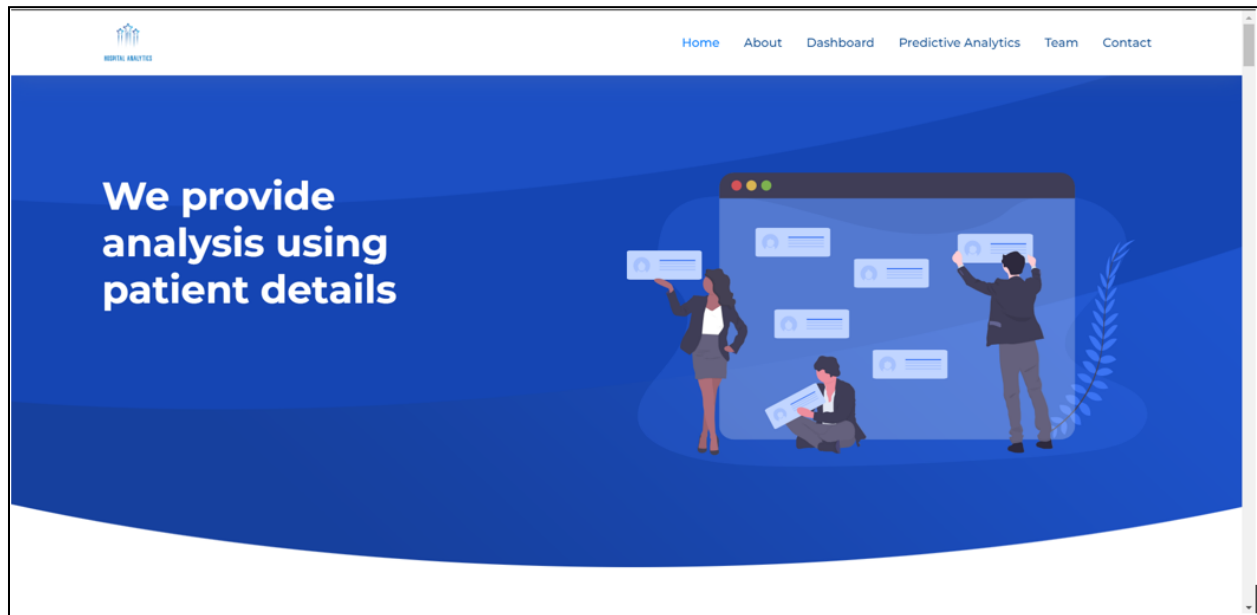 HOSPITAL ANALYTICS
Home About Dashboard Predictive Analytics Team Contact
We provide
analysis using
patient details